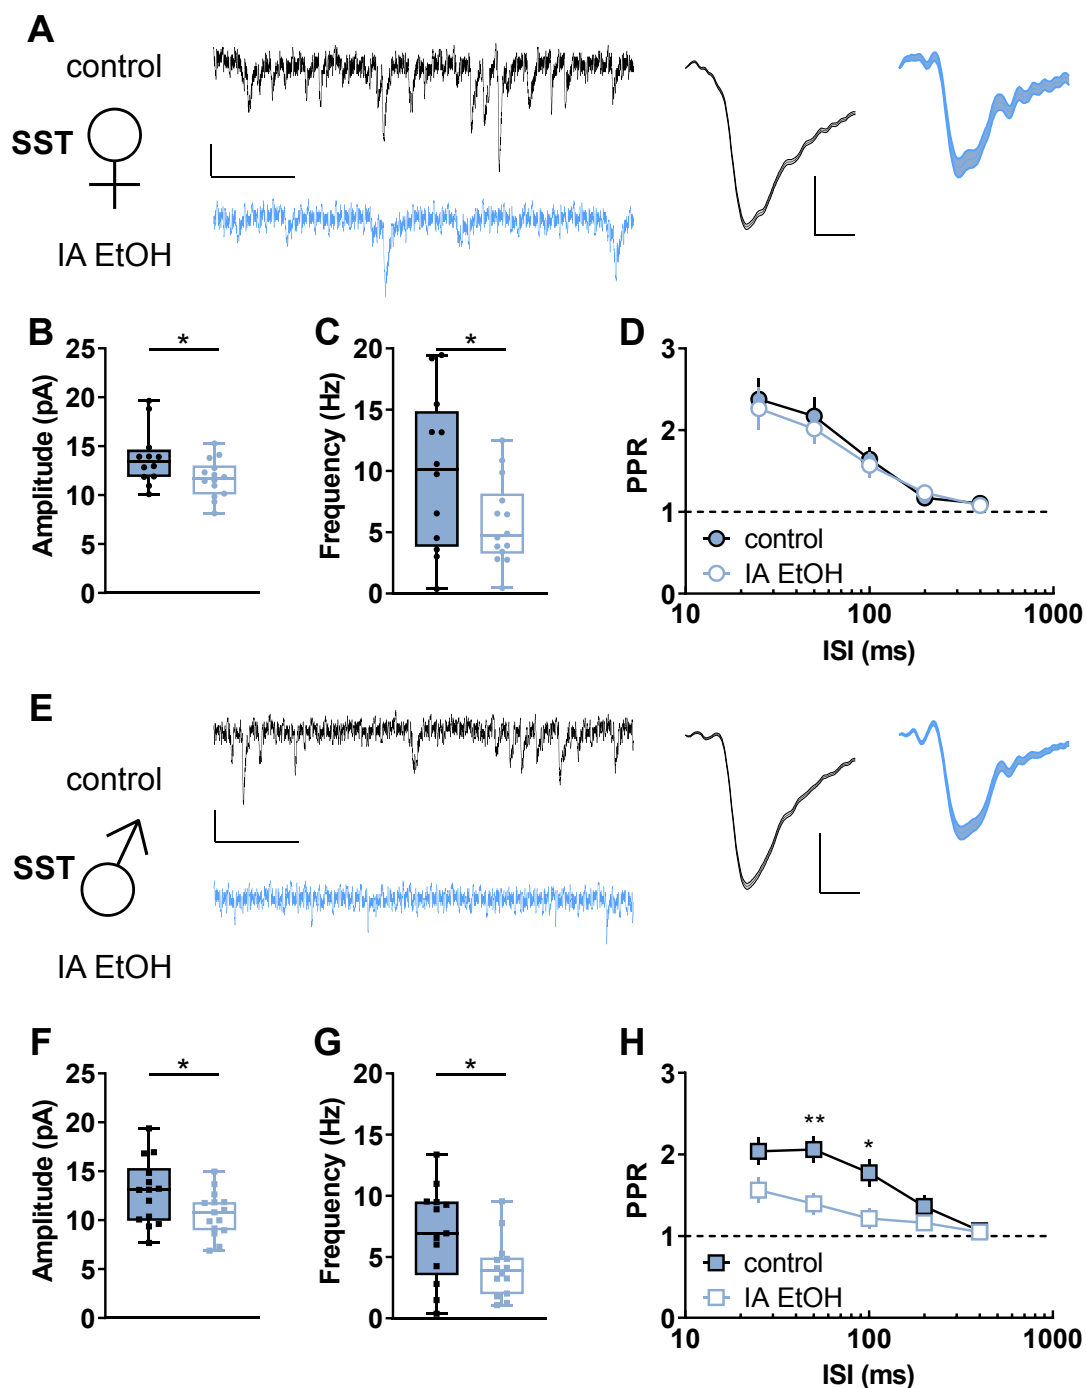 A
control
SST
IA EtOH
B
25
20
15
10
5
0
Amplitude (pA)
*
C
20
15
10
5
0
Frequency (Hz)
*
D
3
2
1
0
PPR
control
IA EtOH
10
100
1000
ISI (ms)
E
control
SST
IA EtOH
F
25
20
15
10
5
0
Amplitude (pA)
*
G
20
15
10
5
0
Frequency (Hz)
*
H
3
2
1
0
PPR
**
*
control
IA EtOH
10
100
1000
ISI (ms)